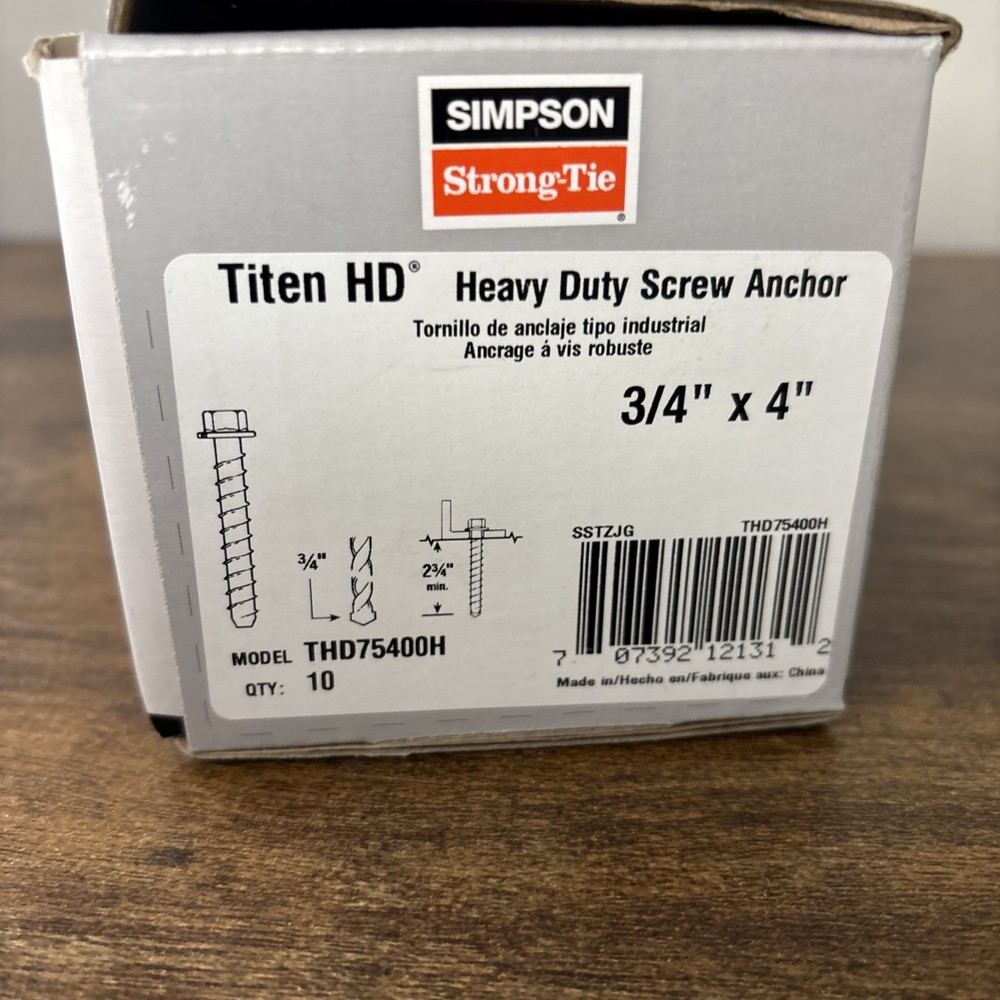 SIMPSON
Strong-Tie
®
Titen HD® Heavy Duty Screw Anchor
Tornillo de anclaje tipo industrial
Ancrage á vis robuste
3/4" x 4"
3/4"
2 3/4"
min.
SSTZJG THD75400H
7 07392 12131 2
MODEL THD75400H
QTY: 10
Made in/Hecho en/Fabrique aux: China